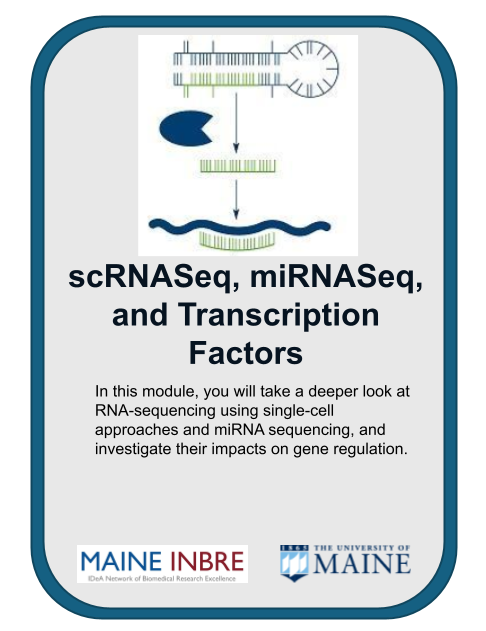 scRNASeq, miRNASeq,
and Transcription
Factors
In this module, you will take a deeper look at
RNA-sequencing using single-cell
approaches and miRNA sequencing, and
investigate their impacts on gene regulation.
MAINE INBRE
IDeA Network of Biomedical Research Excellence
1865 THE UNIVERSITY OF
MAINE